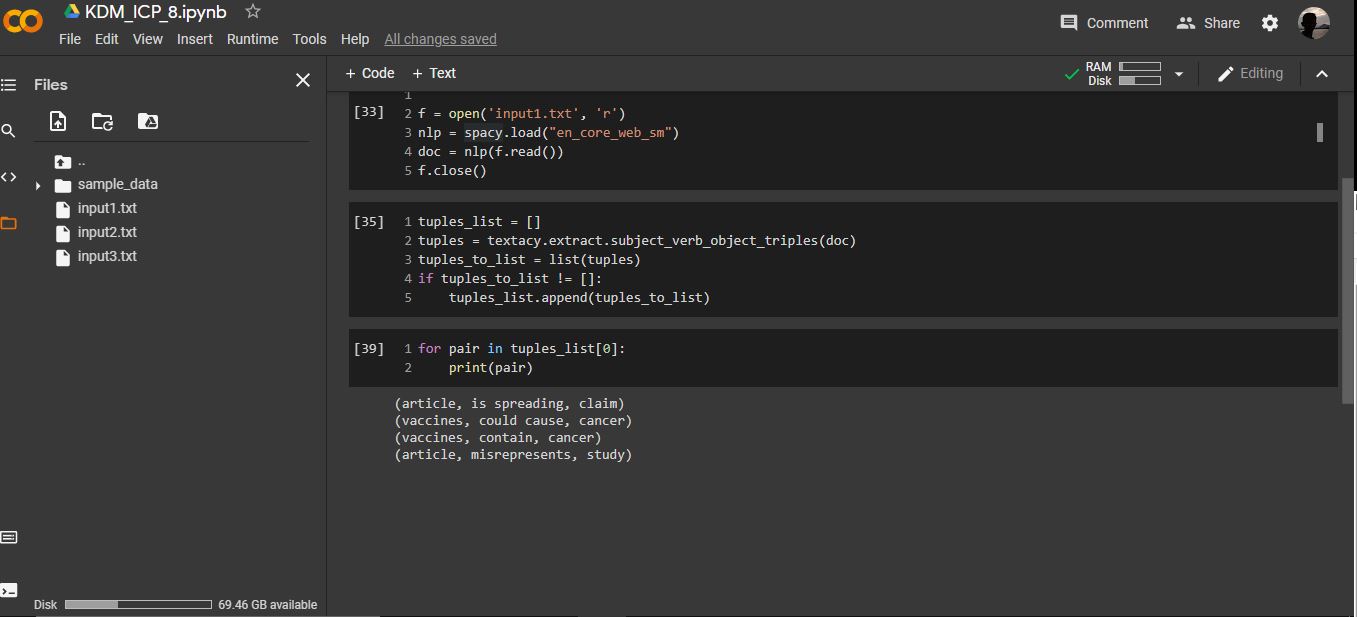 KDM_ICP_8.ipynb
Comment
Share
File Edit View Insert Runtime Tools Help All changes saved
Files
+ Code + Text
RAM
Disk
Editing
..
sample_data
input1.txt
input2.txt
input3.txt
[33]
1
2 f = open('input1.txt', 'r')
3 nlp = spacy.load("en_core_web_sm")
4 doc = nlp(f.read())
5 f.close()
[35]
1 tuples_list = []
2 tuples = textacy.extract.subject_verb_object_triples(doc)
3 tuples_to_list = list(tuples)
4 if tuples_to_list != []:
5     tuples_list.append(tuples_to_list)
[39]
1 for pair in tuples_list[0]:
2     print(pair)
(article, is spreading, claim)
(vaccines, could cause, cancer)
(vaccines, contain, cancer)
(article, misrepresents, study)
Disk 69.46 GB available